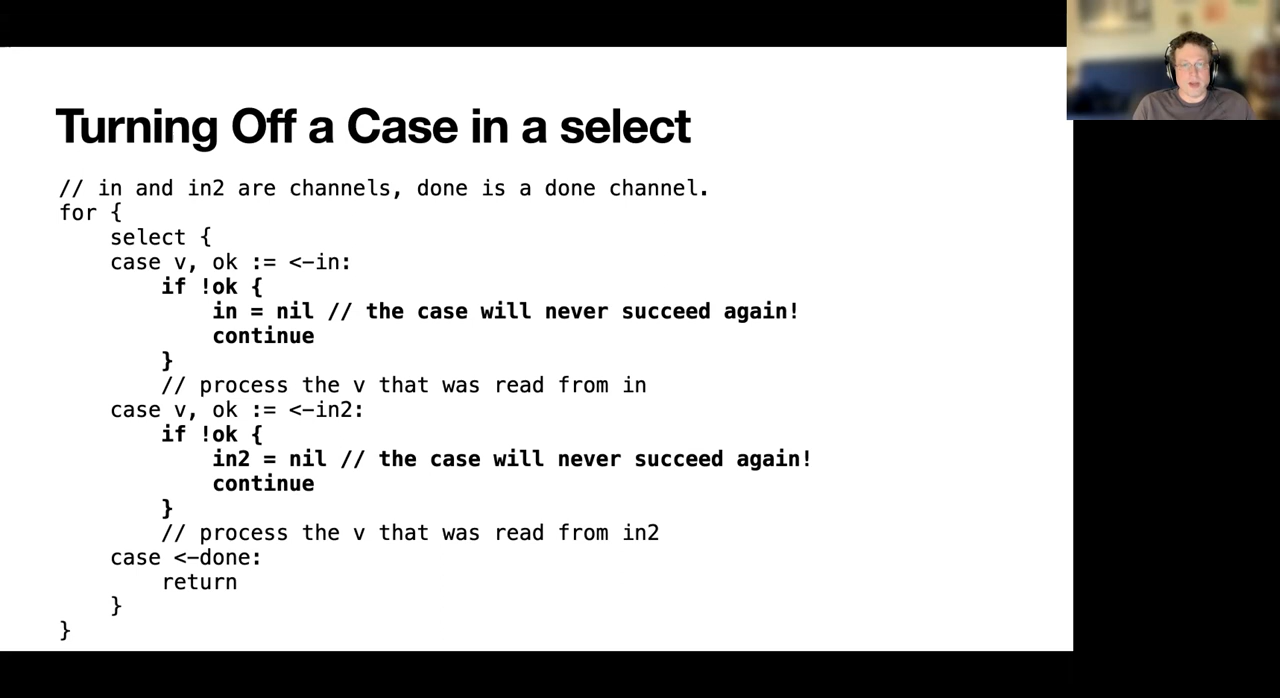 Turning Off a Case in a select
// in and in2 are channels, done is a done channel.
for {
    select {
    case v, ok := <-in:
        if !ok {
            in = nil // the case will never succeed again!
            continue
        }
        // process the v that was read from in
    case v, ok := <-in2:
        if !ok {
            in2 = nil // the case will never succeed again!
            continue
        }
        // process the v that was read from in2
    case <-done:
        return
    }
}